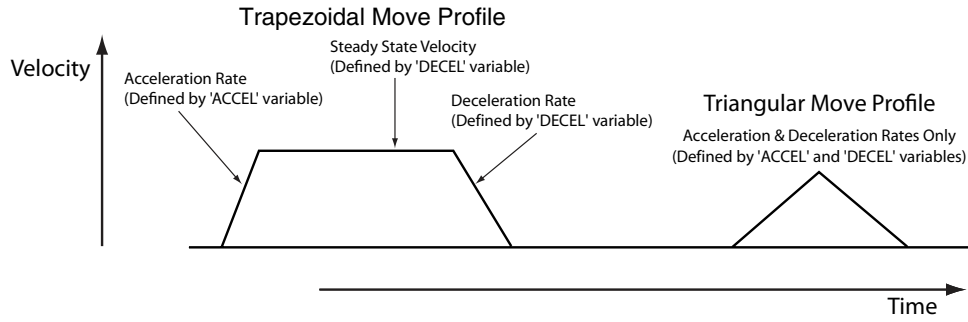 Trapezoidal Move Profile
Velocity
Acceleration Rate
(Defined by 'ACCEL' variable)
Steady State Velocity
(Defined by 'DECEL' variable)
Deceleration Rate
(Defined by 'DECEL' variable)
Triangular Move Profile
Acceleration & Deceleration Rates Only
(Defined by 'ACCEL' and 'DECEL' variables)
Time